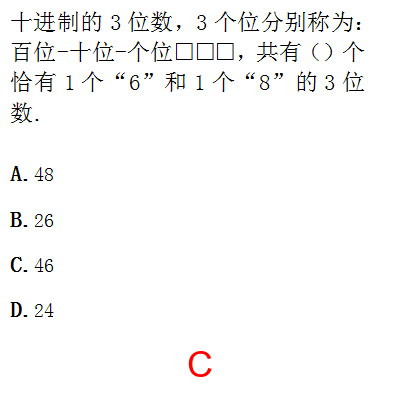 十进制的 3 位数，3 个位分别称为：
百位-十位-个位□□□，共有（）个
恰有 1 个“6”和 1 个“8”的 3 位
数.
A. 48
B. 26
C. 46
D. 24
C